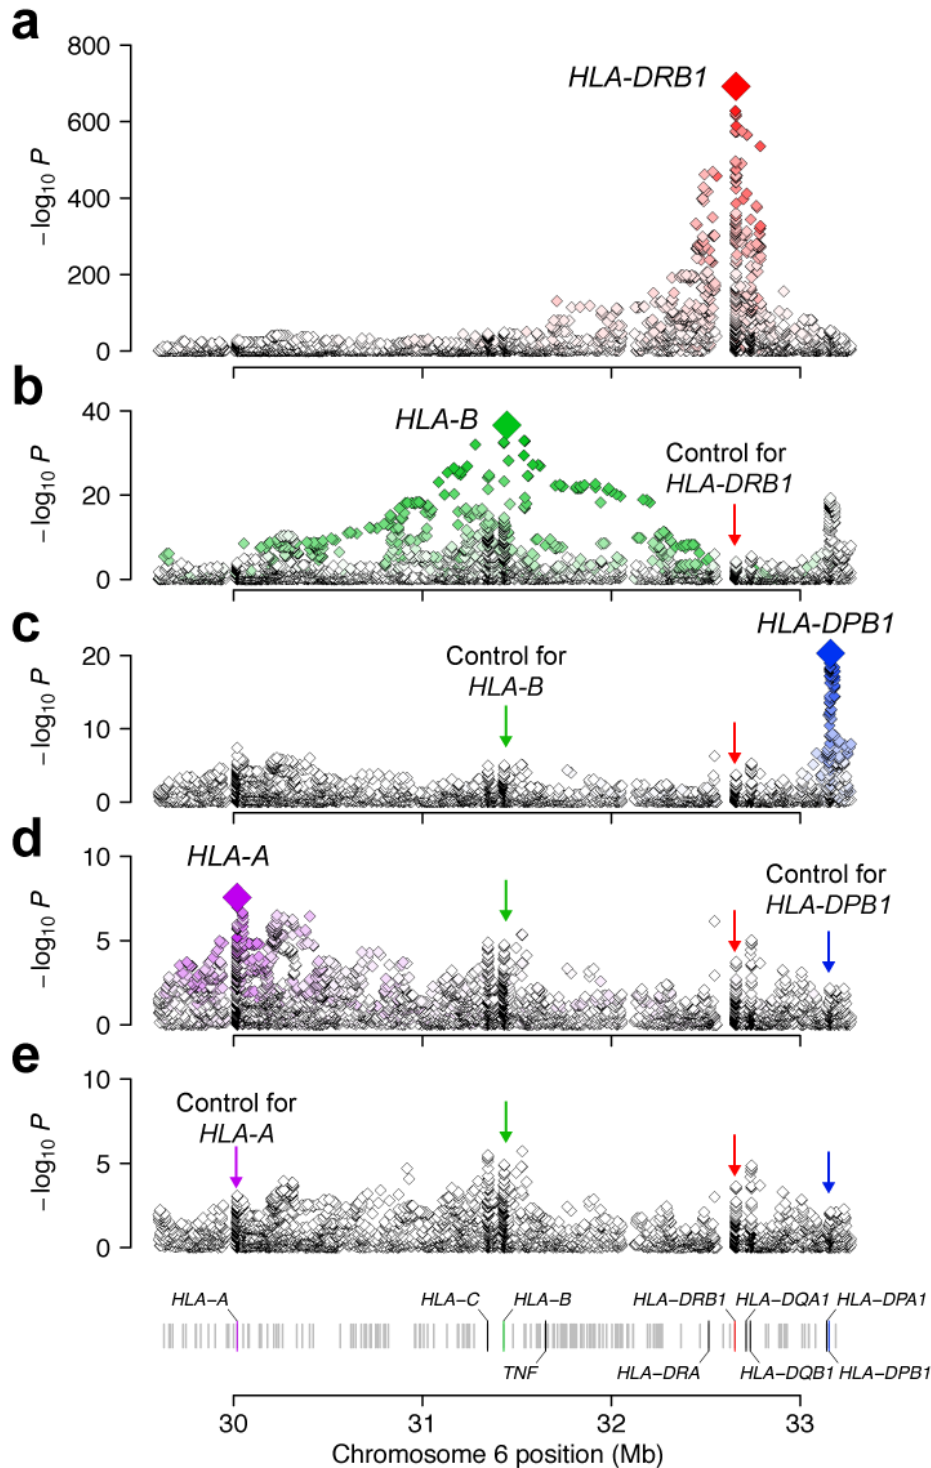 a
800
600
400
200
0
−log10 P
HLA-DRB1
b
40
20
0
−log10 P
HLA-B
Control for
HLA-DRB1
c
20
10
0
−log10 P
HLA-DPB1
Control for
HLA-B
d
10
5
0
−log10 P
HLA-A
Control for
HLA-DPB1
e
10
5
0
−log10 P
Control for
HLA-A
HLA−A HLA−C HLA−B HLA−DRB1 HLA−DQA1 HLA−DPA1
TNF HLA−DRA HLA−DQB1 HLA−DPB1
30 31 32 33
Chromosome 6 position (Mb)